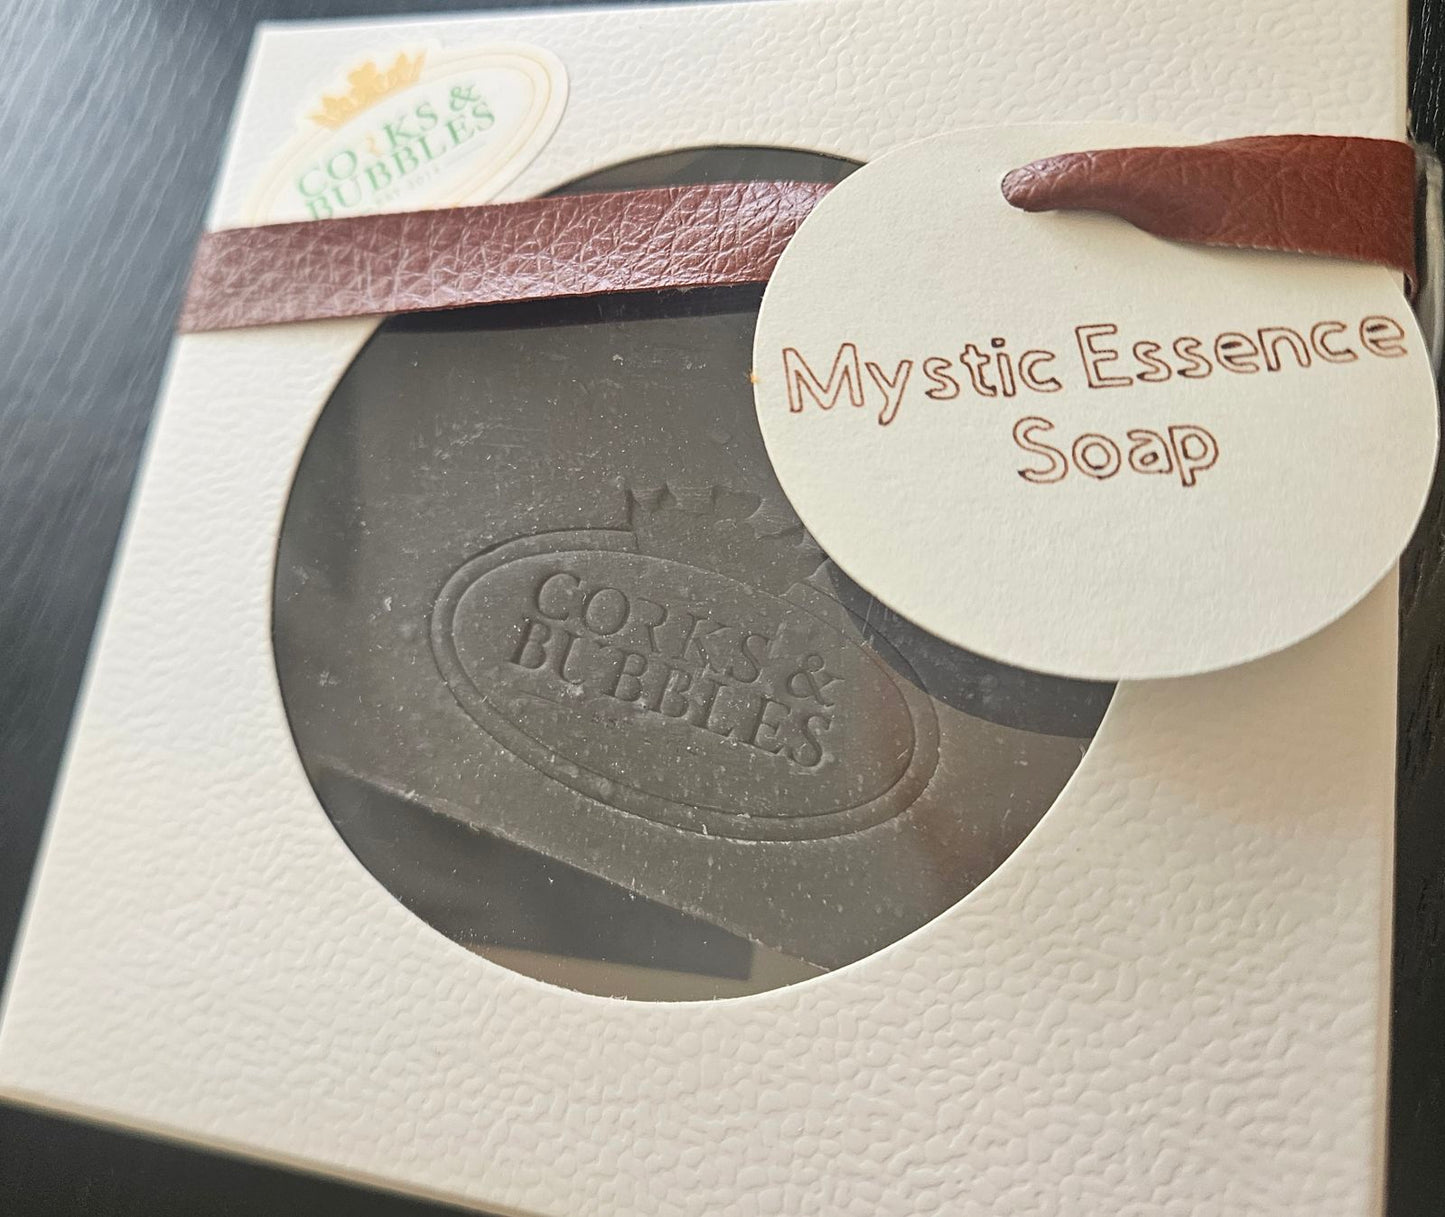 CORKS &
BUBBLES
Mystic Essence
Soap
CORKS &
BUBBLES